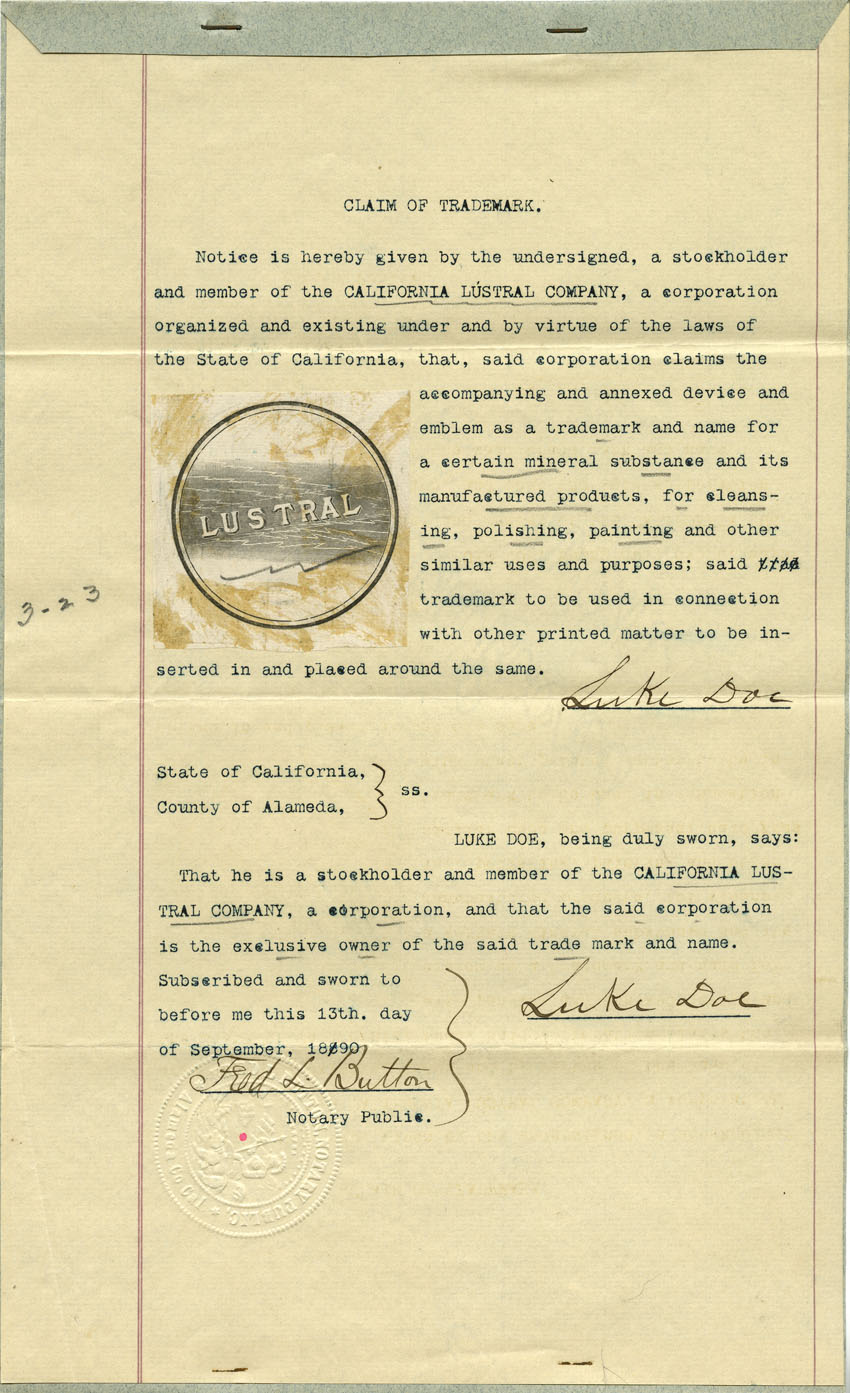 CLAIM OF TRADEMARK.
Notice is hereby given by the undersigned, a stockholder
and member of the CALIFORNIA LUSTRAL COMPANY, a corporation
organized and existing under and by virtue of the laws of
the State of California, that, said corporation claims the
accompanying and annexed device and
emblem as a trademark and name for
a certain mineral substance and its
manufactured products, for cleans-
ing, polishing, painting and other
similar uses and purposes; said
trademark to be used in connection
with other printed matter to be in-
serted in and placed around the same.
LUSTRAL
3-23
Luke Doe
State of California,
County of Alameda,
ss.
LUKE DOE, being duly sworn, says:
That he is a stockholder and member of the CALIFORNIA LUS-
TRAL COMPANY, a corporation, and that the said corporation
is the exclusive owner of the said trade mark and name.
Subscribed and sworn to
before me this 13th. day
of September, 1890
Luke Doe
Fred L. Button
Notary Public.
NOTARY PUBLIC